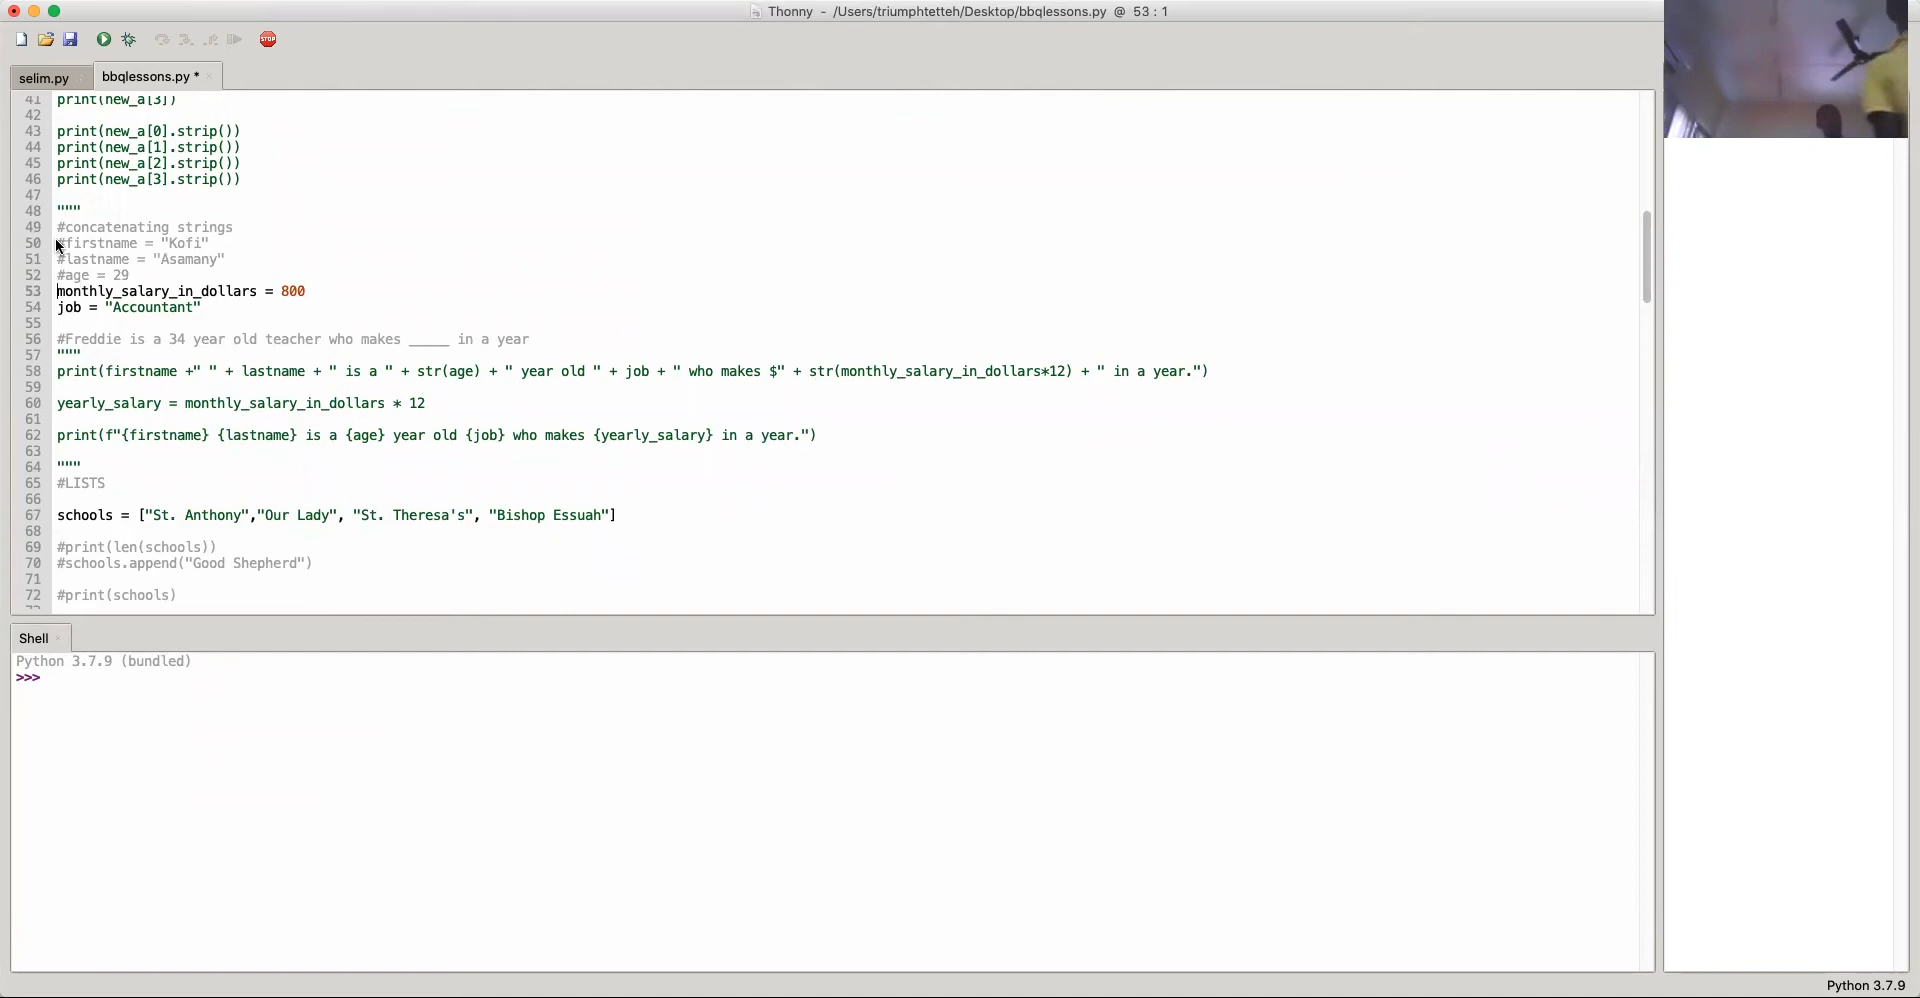 Thonny - /Users/triumphtetteh/Desktop/bbqlessons.py @ 53 : 1
STOP
selim.py
bbqlessons.py *
41 print(new_a[3])
42
43 print(new_a[0].strip())
44 print(new_a[1].strip())
45 print(new_a[2].strip())
46 print(new_a[3].strip())
47
48 """
49 #concatenating strings
50 #firstname = "Kofi"
51 #lastname = "Asamany"
52 #age = 29
53 monthly_salary_in_dollars = 800
54 job = "Accountant"
55
56 #Freddie is a 34 year old teacher who makes _____ in a year
57 """
58 print(firstname +" " + lastname + " is a " + str(age) + " year old " + job + " who makes $" + str(monthly_salary_in_dollars*12) + " in a year.")
59
60 yearly_salary = monthly_salary_in_dollars * 12
61
62 print(f"{firstname} {lastname} is a {age} year old {job} who makes {yearly_salary} in a year.")
63
64 """
65 #LISTS
66
67 schools = ["St. Anthony","Our Lady", "St. Theresa's", "Bishop Essuah"]
68
69 #print(len(schools))
70 #schools.append("Good Shepherd")
71
72 #print(schools)
Shell
Python 3.7.9 (bundled)
>>>
Python 3.7.9